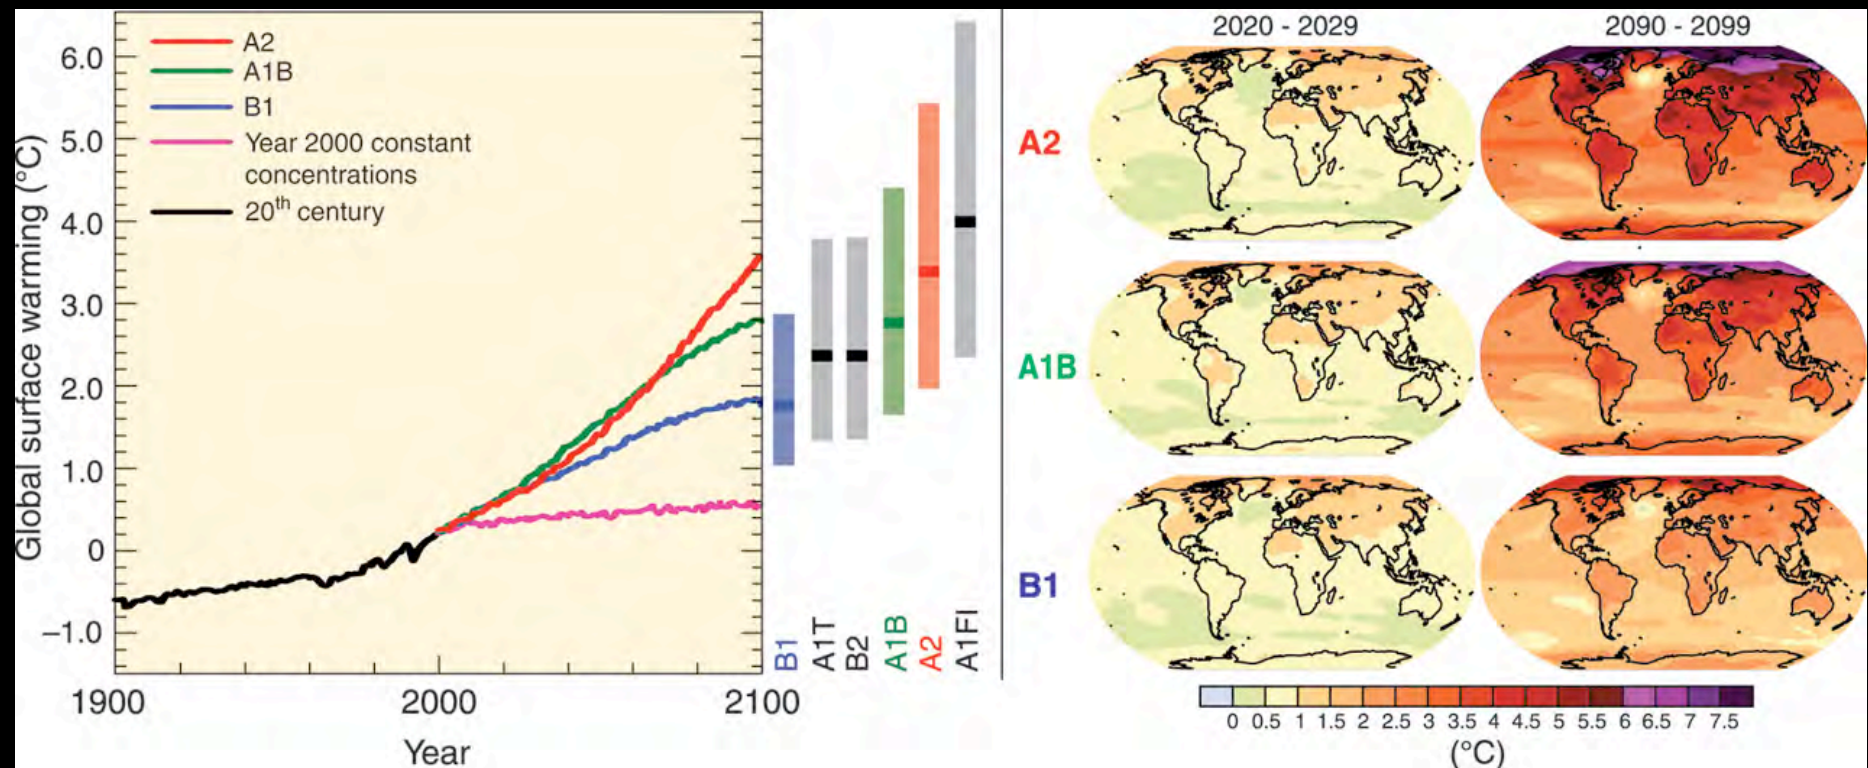 Global surface warming (°C)
6.0
5.0
4.0
3.0
2.0
1.0
0
–1.0
A2
A1B
B1
Year 2000 constant
concentrations
20th century
1900
2000
2100
Year
B1
A1T
B2
A1B
A2
A1FI
2020 - 2029
2090 - 2099
A2
A1B
B1
0 0.5 1 1.5 2 2.5 3 3.5 4 4.5 5 5.5 6 6.5 7 7.5
(°C)